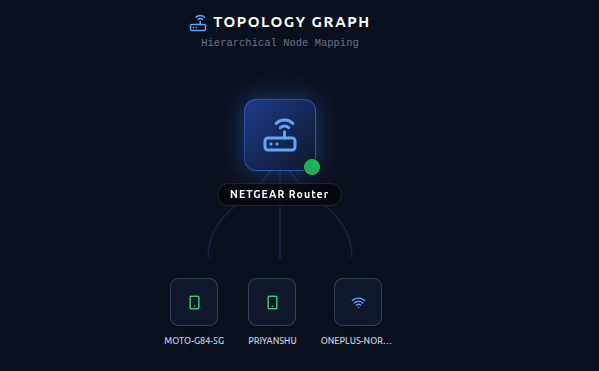 TOPOLOGY GRAPH
Hierarchical Node Mapping
NETGEAR Router
MOTO-G84-5G PRIYANSHU ONEPLUS-NOR...